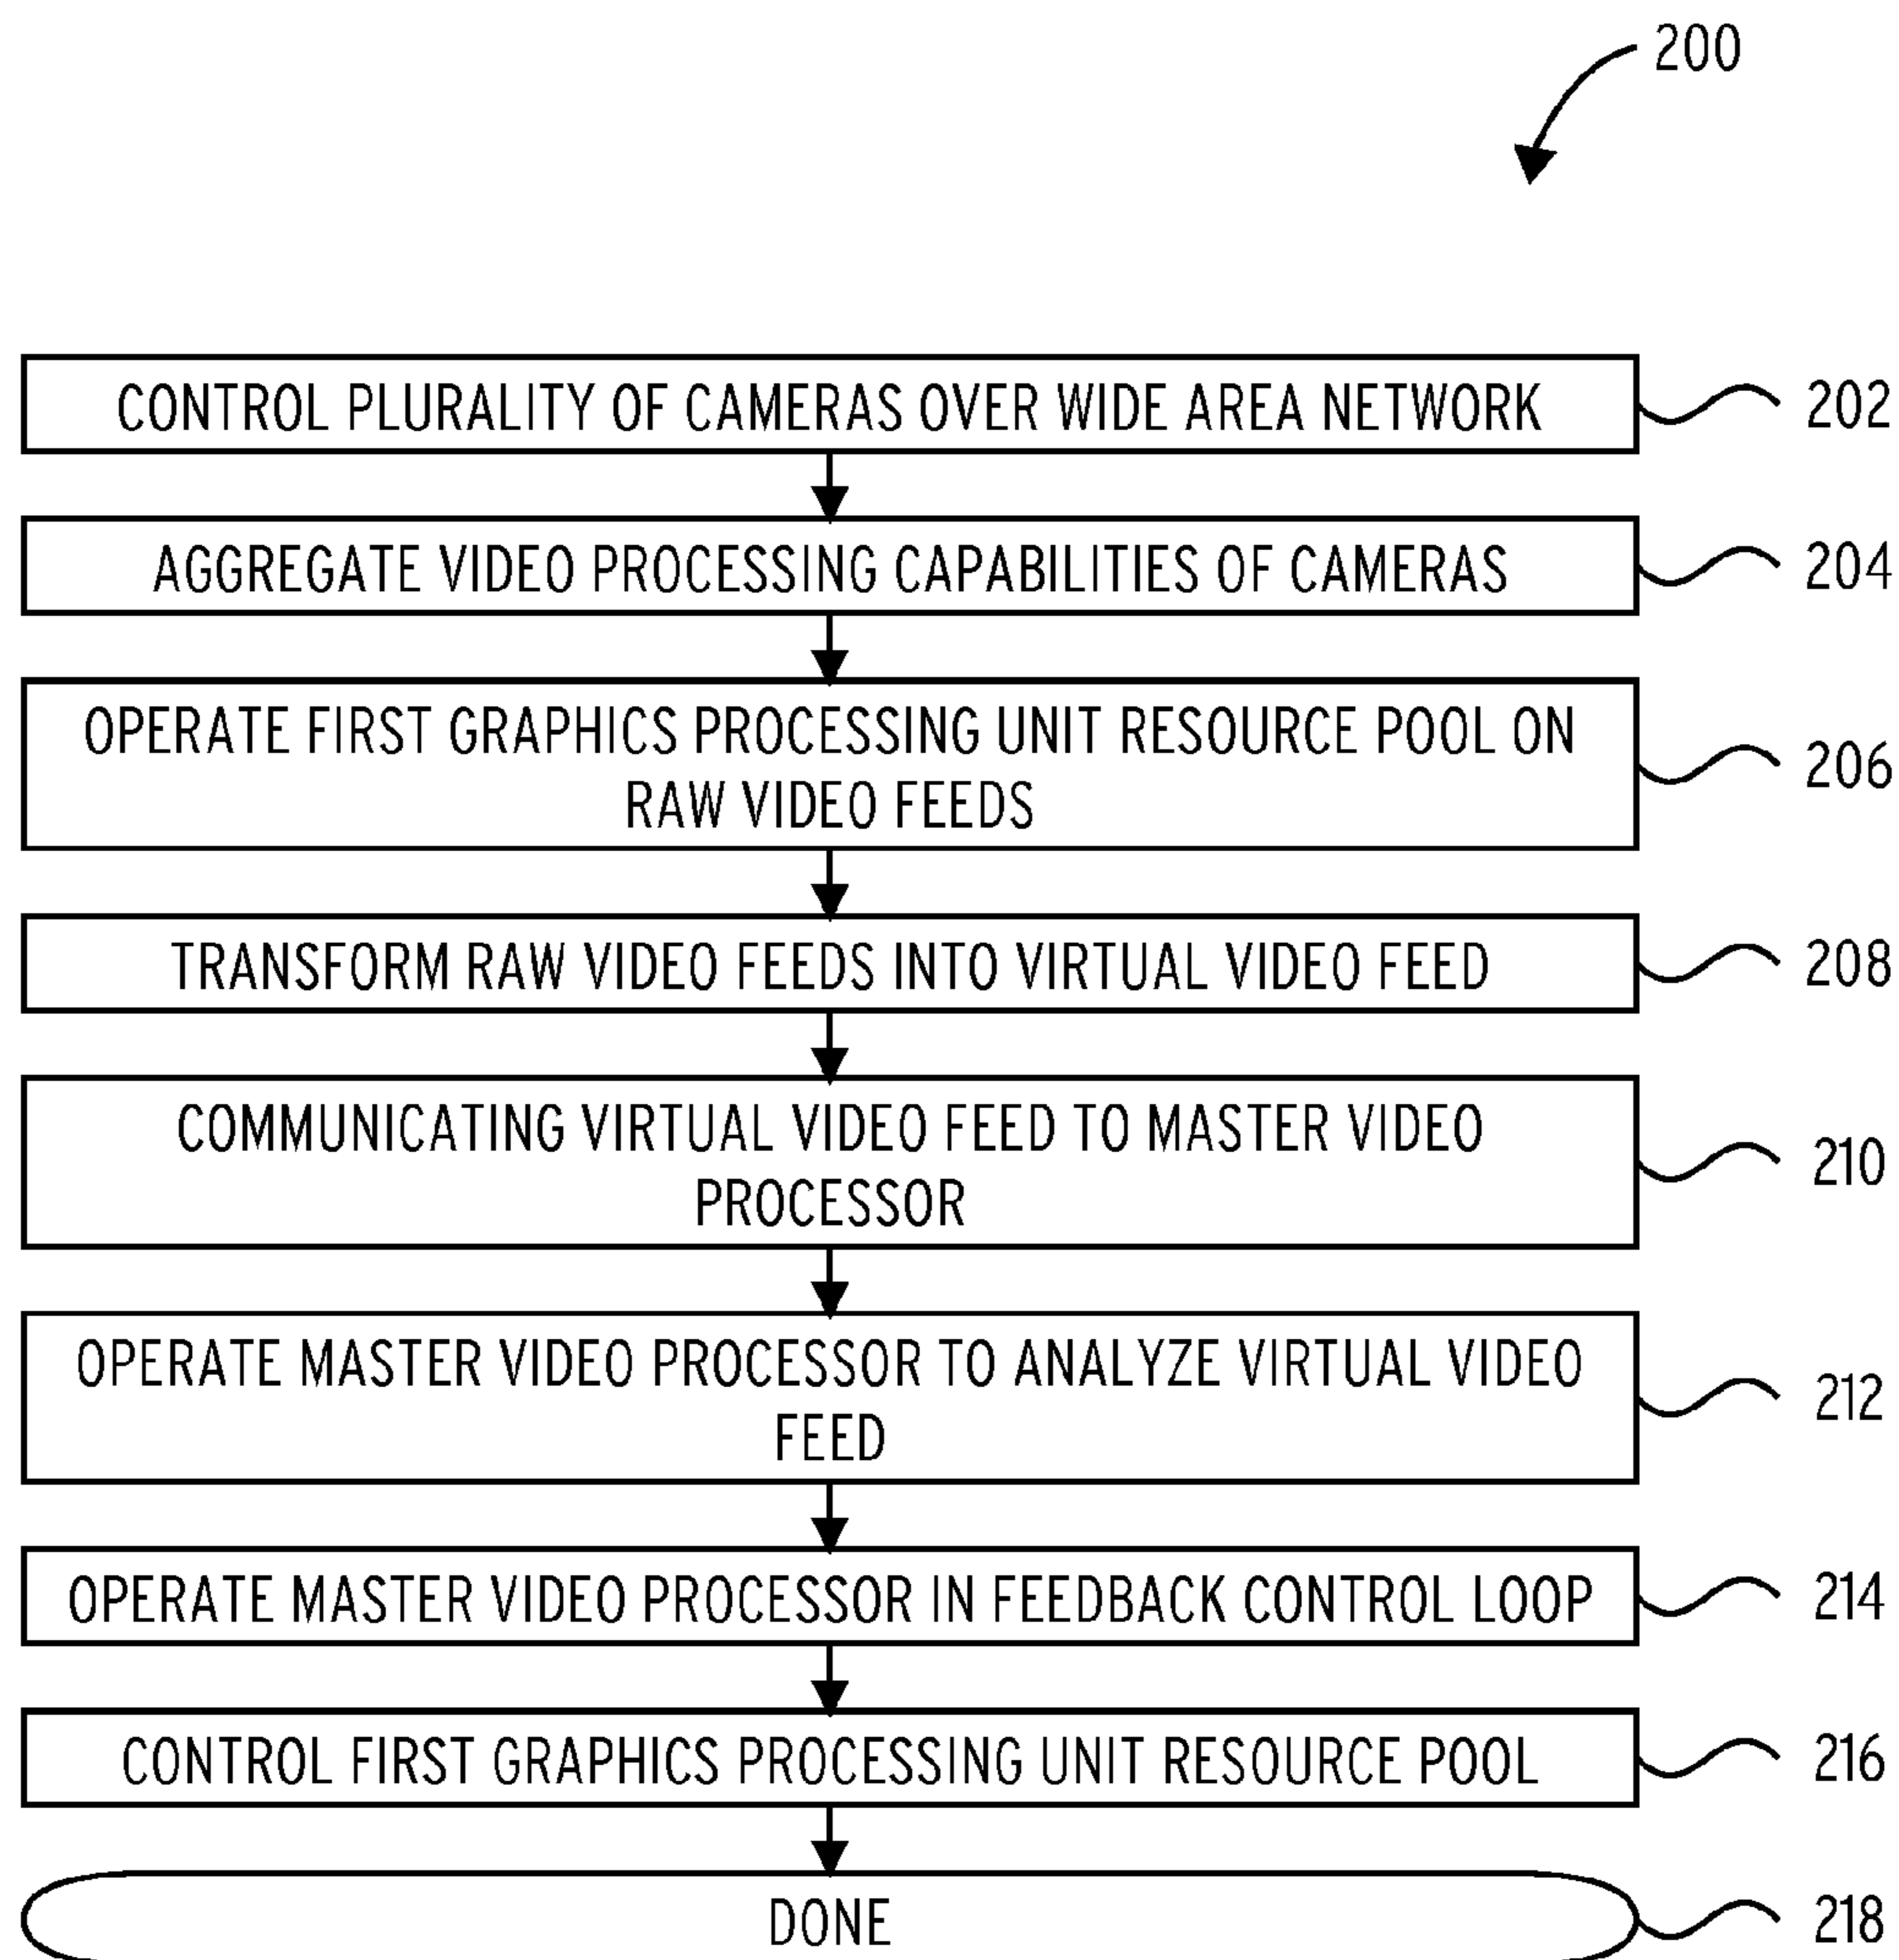 200
CONTROL PLURALITY OF CAMERAS OVER WIDE AREA NETWORK
202
AGGREGATE VIDEO PROCESSING CAPABILITIES OF CAMERAS
204
OPERATE FIRST GRAPHICS PROCESSING UNIT RESOURCE POOL ON
RAW VIDEO FEEDS
206
TRANSFORM RAW VIDEO FEEDS INTO VIRTUAL VIDEO FEED
208
COMMUNICATING VIRTUAL VIDEO FEED TO MASTER VIDEO
PROCESSOR
210
OPERATE MASTER VIDEO PROCESSOR TO ANALYZE VIRTUAL VIDEO
FEED
212
OPERATE MASTER VIDEO PROCESSOR IN FEEDBACK CONTROL LOOP
214
CONTROL FIRST GRAPHICS PROCESSING UNIT RESOURCE POOL
216
DONE
218